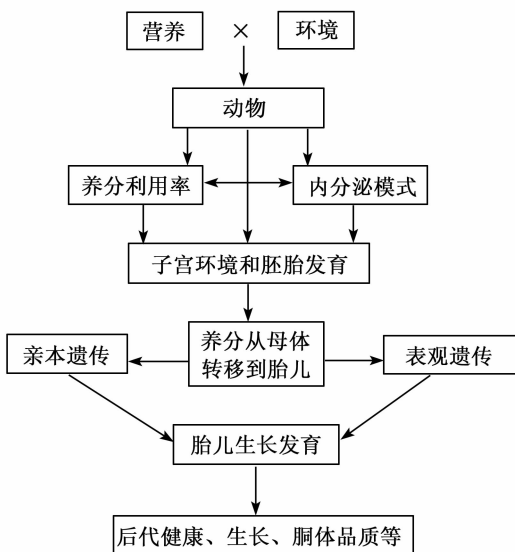 营养 × 环境
动物
养分利用率 内分泌模式
子宫环境和胚胎发育
亲本遗传
养分从母体
转移到胎儿
表观遗传
胎儿生长发育
后代健康、生长、胴体品质等